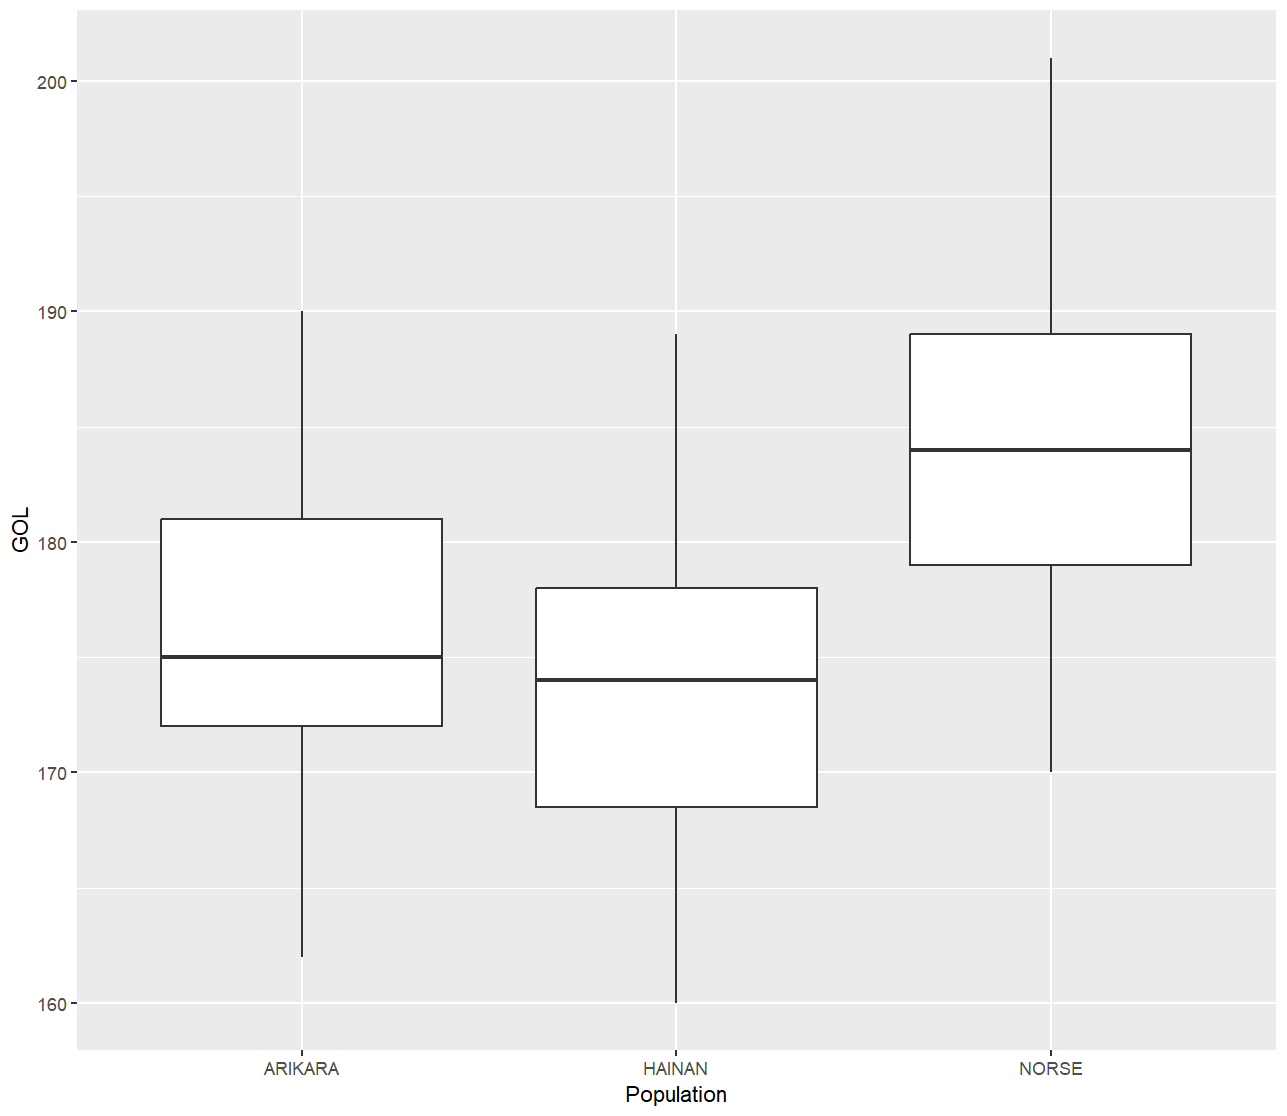 200
190
180
170
160
GOL
ARIKARA HAINAN NORSE
Population